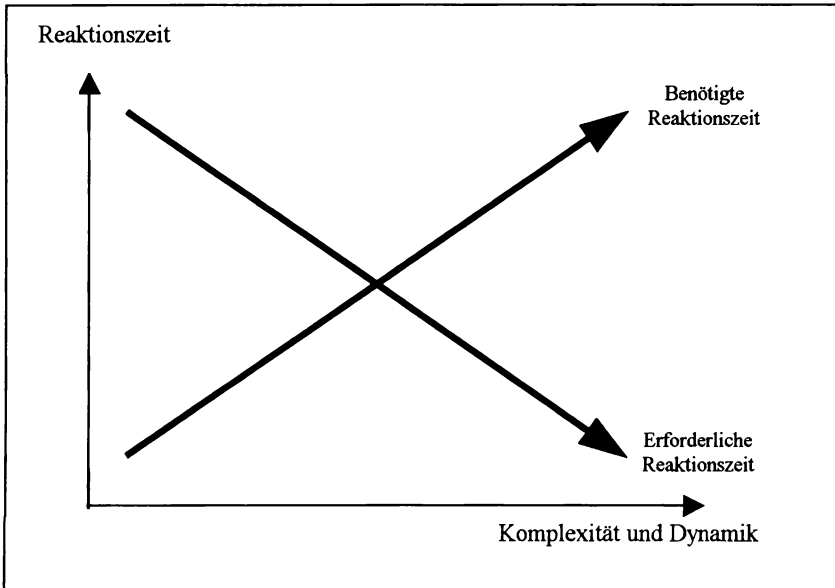 Reaktionszeit
Benötigte
Reaktionszeit
Erforderliche
Reaktionszeit
Komplexität und Dynamik